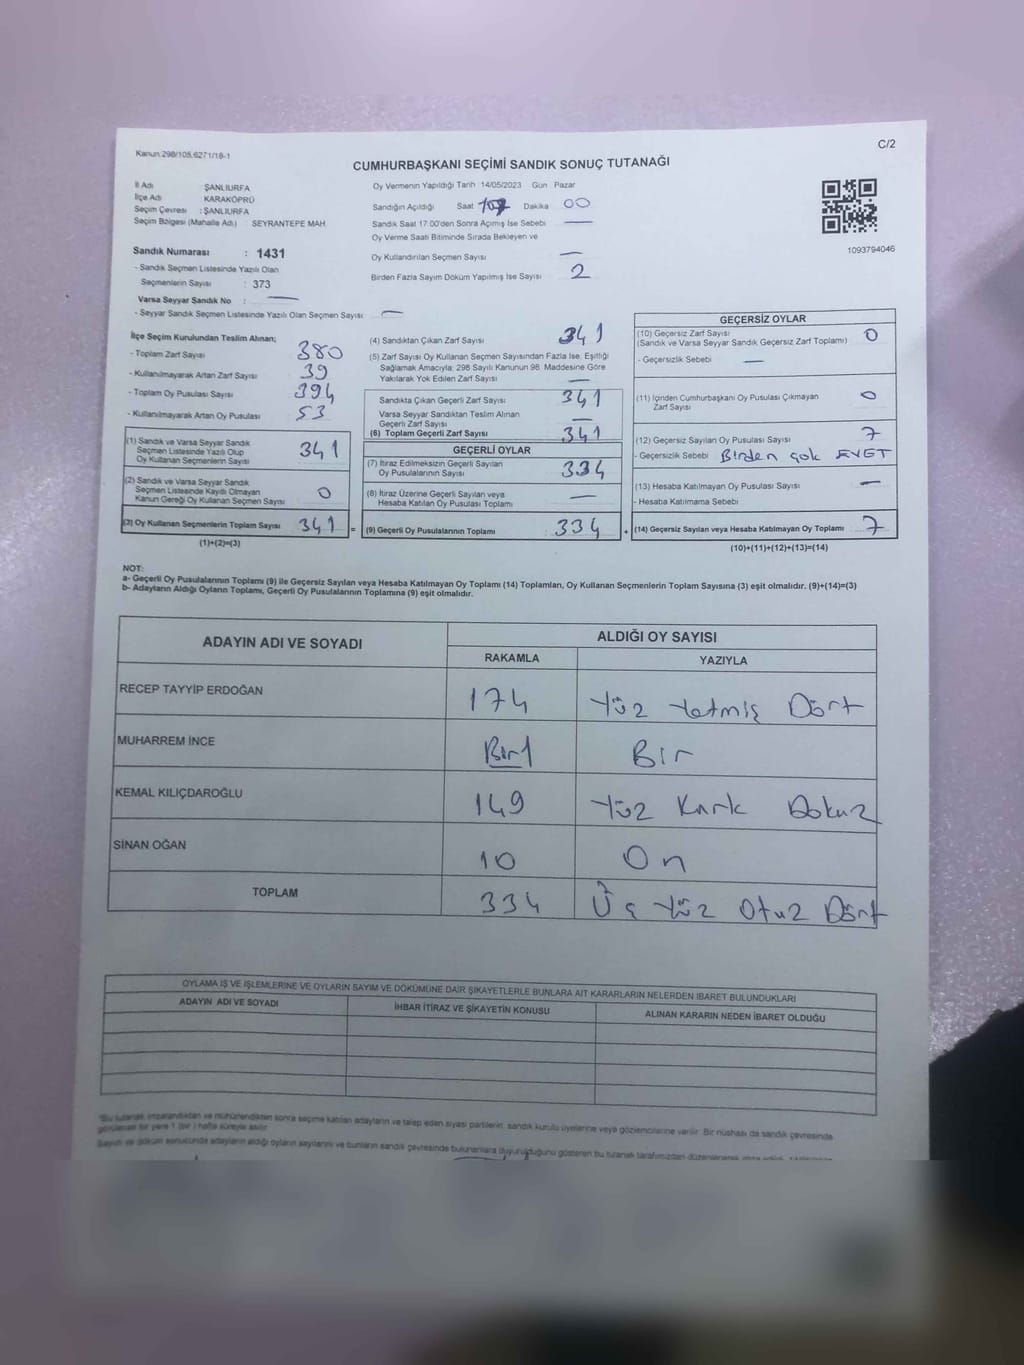 C/2
Kanun 298/105,6271/18-1
CUMHURBAŞKANI SEÇİMİ SANDIK SONUÇ TUTANAĞI
İl Adı : ŞANLIURFA
İlçe Adı : KARAKÖPRÜ
Seçim Çevresi : ŞANLIURFA
Seçim Bölgesi (Mahalle Adı) : SEYRANTEPE MAH
Sandık Numarası : 1431
- Sandık Seçmen Listesinde Yazılı Olan
Seçmenlerin Sayısı : 373
Varsa Seyyar Sandık No : —
- Seyyar Sandık Seçmen Listesinde Yazılı Olan Seçmen Sayısı: —
Oy Vermenin Yapıldığı Tarih 14/05/2023 Gün Pazar
Sandığın Açıldığı Saat Dakika 00
Sandık Saat 17:00'den Sonra Açımış İse Sebebi —
Oy Verme Saati Bitiminde Sırada Bekleyen ve
Oy Kullandırılan Seçmen Sayısı —
Birden Fazla Sayım Döküm Yapılmış İse Sayısı 2
1093794046
İlçe Seçim Kurulundan Teslim Alınan;
- Toplam Zarf Sayısı 380
- Kullanılmayarak Artan Zarf Sayısı 39
- Toplam Oy Pusulası Sayısı 394
- Kullanılmayarak Artan Oy Pusulası 53
(1) Sandık ve Varsa Seyyar Sandık
Seçmen Listesinde Yazılı Olup
Oy Kullanan Seçmenlerin Sayısı 341
(2) Sandık ve Varsa Seyyar Sandık
Seçmen Listesinde Kayıtlı Olmayan
Kanun Gereği Oy Kullanan Seçmen Sayısı 0
(3) Oy Kullanan Seçmenlerin Toplam Sayısı 341 =
(1)+(2)=(3)
(4) Sandıktan Çıkan Zarf Sayısı 341
(5) Zarf Sayısı Oy Kullanan Seçmen Sayısından Fazla İse, Eşitliği
Sağlamak Amacıyla; 298 Sayılı Kanunun 98. Maddesine Göre
Yakılarak Yok Edilen Zarf Sayısı —
Sandıkta Çıkan Geçerli Zarf Sayısı 341
Varsa Seyyar Sandıktan Teslim Alınan
Geçerli Zarf Sayısı —
(6) Toplam Geçerli Zarf Sayısı 341
GEÇERLİ OYLAR
(7) İtiraz Edilmeksizin Geçerli Sayılan
Oy Pusulasının Sayısı 334
(8) İtiraz Üzerine Geçerli Sayılan veya
Hesaba Katılan Oy Pusulası Sayısı —
(9) Geçerli Oy Pusulalarının Toplamı 334 +
GEÇERSİZ OYLAR
(10) Geçersiz Zarf Sayısı 0
(Sandık ve Varsa Seyyar Sandık Geçersiz Zarf Toplamı)
- Geçersizlik Sebebi —
(11) İçinden Cumhurbaşkanı Oy Pusulası Çıkmayan
Zarf Sayısı 0
(12) Geçersiz Sayılan Oy Pusulası Sayısı 7
- Geçersizlik Sebebi Birden çok EVET
(13) Hesaba Katılmayan Oy Pusulası Sayısı —
- Hesaba Katılmama Sebebi
(14) Geçersiz Sayılan veya Hesaba Katılmayan Oy Toplamı 7
(10)+(11)+(12)+(13)=(14)
NOT:
a- Geçerli Oy Pusulalarının Toplamı (9) ile Geçersiz Sayılan veya Hesaba Katılmayan Oy Toplamı (14) Toplamları, Oy Kullanan Seçmenlerin Toplam Sayısına (3) eşit olmalıdır. (9)+(14)=(3)
b- Adayların Aldığı Oyların Toplamı, Geçerli Oy Pusulalarının Toplamına (9) eşit olmalıdır.
ADAYIN ADI VE SOYADI ALDIĞI OY SAYISI
RAKAMLA YAZIYLA
RECEP TAYYİP ERDOĞAN 174 Yüz Yetmiş Dört
MUHARREM İNCE Bir1 Bir
KEMAL KILIÇDAROĞLU 149 Yüz Kırk Dokuz
SİNAN OĞAN 10 On
TOPLAM 334 Üç Yüz Otuz Dört
OYLAMA İŞ VE İŞLEMLERİNE VE OYLARIN SAYIM VE DÖKÜMÜNE DAİR ŞİKAYETLERLE BUNLARA AİT KARARLARIN NELERDEN İBARET BULUNDUKLARI
ADAYIN ADI VE SOYADI İHBAR İTİRAZ VE ŞİKAYETİN KONUSU ALINAN KARARIN NEDEN İBARET OLDUĞU
*Bu tutanak imzalandıktan ve mühürlendikten sonra seçime katılan adayların ve talep eden siyasi partilerin, sandık kurulu üyelerine veya gözlemcilerine verilir. Bir nüshası da sandık çevresinde
görülecek bir yere 1 (bir) hafta süreyle asılır.
Sayım ve döküm sonucunda adayların aldığı oyların sayılarını ve bunların sandık çevresinde bulunanlara duyurulduğunu gösteren bu tutanak tarafımızdan